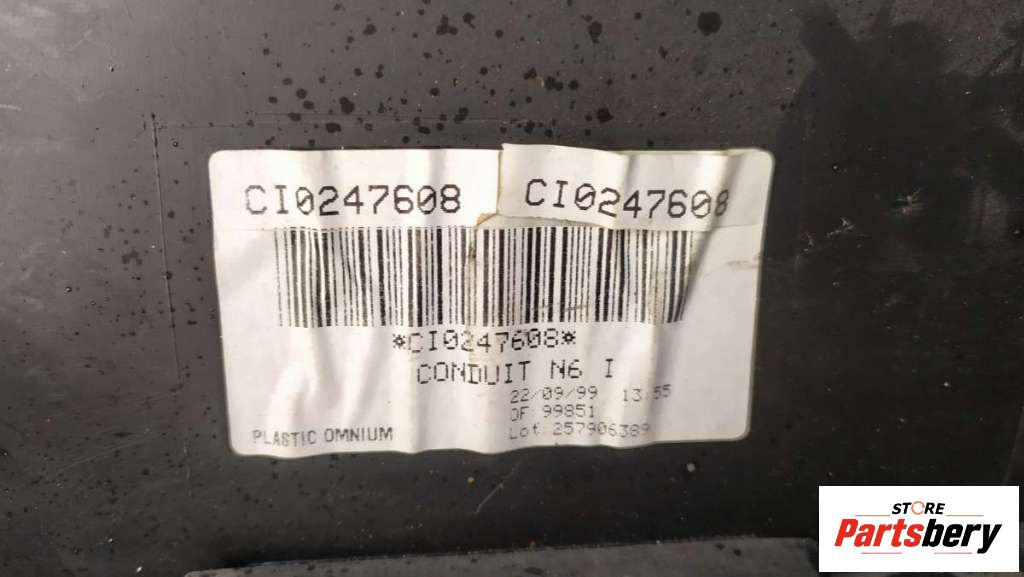 CI0247608 CI0247608
*CI0247608*
CONDUIT N6 I
22/09/99 13:55
OF: 99851
PLASTIC OMNIUM Lot:257906389
STORE
Partsbery